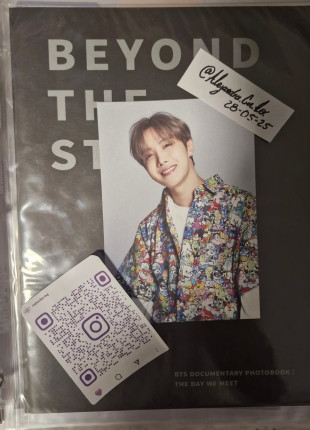 BEYOND
THE
ST
28-05-25
BTS DOCUMENTARY PHOTOBOOK :
THE DAY WE MEET